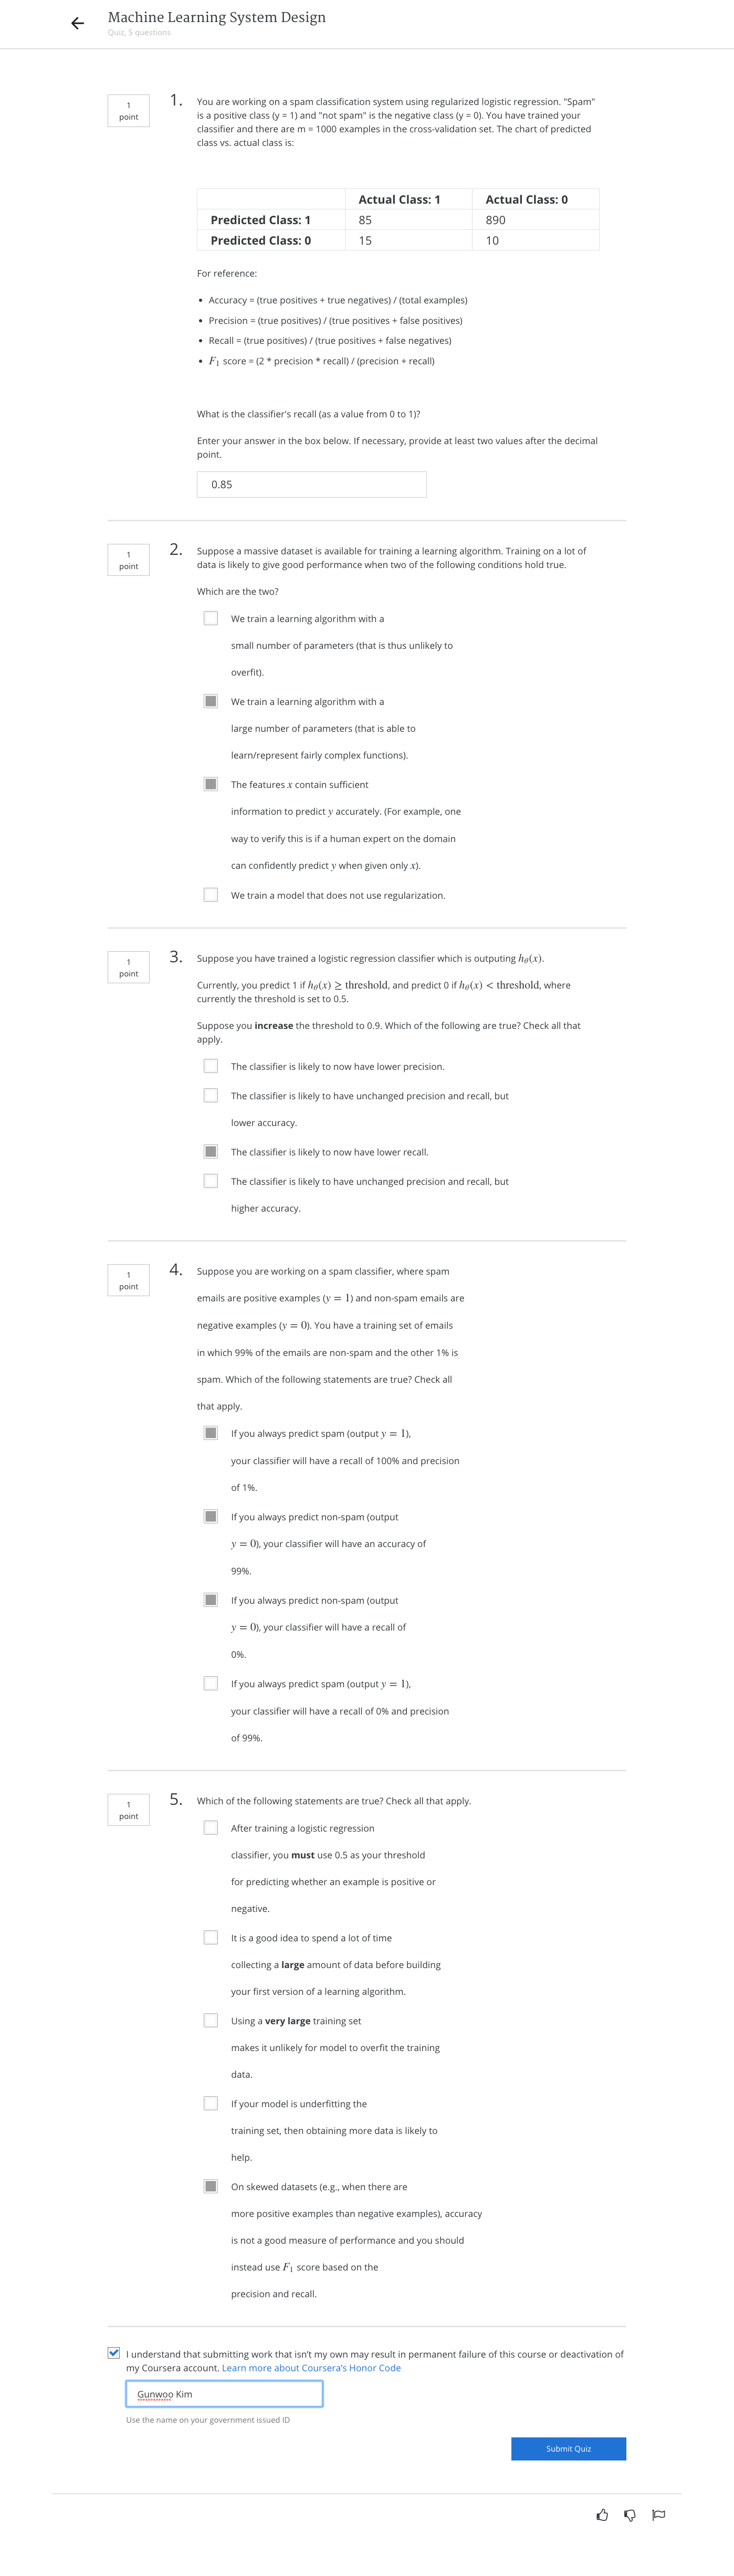 Machine Learning System Design
Quiz, 5 questions
1
point
1.
You are working on a spam classification system using regularized logistic regression. "Spam"
is a positive class (y = 1) and "not spam" is the negative class (y = 0). You have trained your
classifier and there are m = 1000 examples in the cross-validation set. The chart of predicted
class vs. actual class is:
Actual Class: 1 Actual Class: 0
Predicted Class: 1 85 890
Predicted Class: 0 15 10
For reference:
• Accuracy = (true positives + true negatives) / (total examples)
• Precision = (true positives) / (true positives + false positives)
• Recall = (true positives) / (true positives + false negatives)
• F₁ score = (2 * precision * recall) / (precision + recall)
What is the classifier's recall (as a value from 0 to 1)?
Enter your answer in the box below. If necessary, provide at least two values after the decimal
point.
0.85
1
point
2.
Suppose a massive dataset is available for training a learning algorithm. Training on a lot of
data is likely to give good performance when two of the following conditions hold true.
Which are the two?
We train a learning algorithm with a
small number of parameters (that is thus unlikely to
overfit).
We train a learning algorithm with a
large number of parameters (that is able to
learn/represent fairly complex functions).
The features x contain sufficient
information to predict y accurately. (For example, one
way to verify this is if a human expert on the domain
can confidently predict y when given only x).
We train a model that does not use regularization.
1
point
3.
Suppose you have trained a logistic regression classifier which is outputing hθ(x).
Currently, you predict 1 if hθ(x) ≥ threshold, and predict 0 if hθ(x) < threshold, where
currently the threshold is set to 0.5.
Suppose you increase the threshold to 0.9. Which of the following are true? Check all that
apply.
The classifier is likely to now have lower precision.
The classifier is likely to have unchanged precision and recall, but
lower accuracy.
The classifier is likely to now have lower recall.
The classifier is likely to have unchanged precision and recall, but
higher accuracy.
1
point
4.
Suppose you are working on a spam classifier, where spam
emails are positive examples (y = 1) and non-spam emails are
negative examples (y = 0). You have a training set of emails
in which 99% of the emails are non-spam and the other 1% is
spam. Which of the following statements are true? Check all
that apply.
If you always predict spam (output y = 1),
your classifier will have a recall of 100% and precision
of 1%.
If you always predict non-spam (output
y = 0), your classifier will have an accuracy of
99%.
If you always predict non-spam (output
y = 0), your classifier will have a recall of
0%.
If you always predict spam (output y = 1),
your classifier will have a recall of 0% and precision
of 99%.
1
point
5.
Which of the following statements are true? Check all that apply.
After training a logistic regression
classifier, you must use 0.5 as your threshold
for predicting whether an example is positive or
negative.
It is a good idea to spend a lot of time
collecting a large amount of data before building
your first version of a learning algorithm.
Using a very large training set
makes it unlikely for model to overfit the training
data.
If your model is underfitting the
training set, then obtaining more data is likely to
help.
On skewed datasets (e.g., when there are
more positive examples than negative examples), accuracy
is not a good measure of performance and you should
instead use F₁ score based on the
precision and recall.
I understand that submitting work that isn't my own may result in permanent failure of this course or deactivation of
my Coursera account. Learn more about Coursera's Honor Code
Gunwoo Kim
Use the name on your government issued ID
Submit Quiz